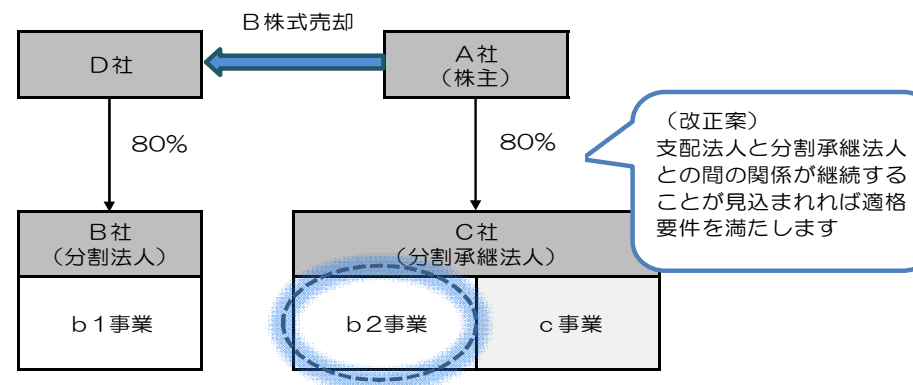 B株式売却
D社
A社
(株主)
80%
80%
(改正案)
支配法人と分割承継法人
との間の関係が継続する
ことが見込まれれば適格
要件を満たします
B社
(分割法人)
C社
(分割承継法人)
b1事業
b2事業
c事業